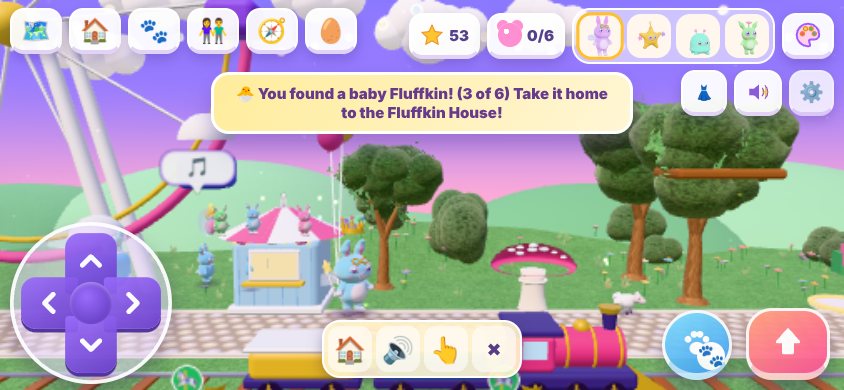 53
0/6
🐣 You found a baby Fluffkin! (3 of 6) Take it home
to the Fluffkin House!